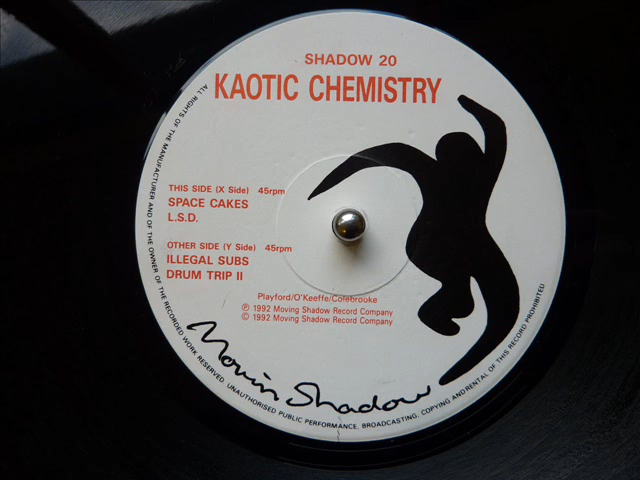 SHADOW 20
KAOTIC CHEMISTRY
THIS SIDE (X Side) 45rpm
SPACE CAKES
L.S.D.
OTHER SIDE (Y Side) 45rpm
ILLEGAL SUBS
DRUM TRIP II
Playford/O'Keeffe/Colebrooke
Ⓟ 1992 Moving Shadow Record Company
© 1992 Moving Shadow Record Company
Movin Shadow
ALL RIGHTS OF THE MANUFACTURER AND OF THE OWNER OF THE RECORDED WORK RESERVED. UNAUTHORISED PUBLIC PERFORMANCE, BROADCASTING, COPYING AND RENTAL OF THIS RECORD PROHIBITED